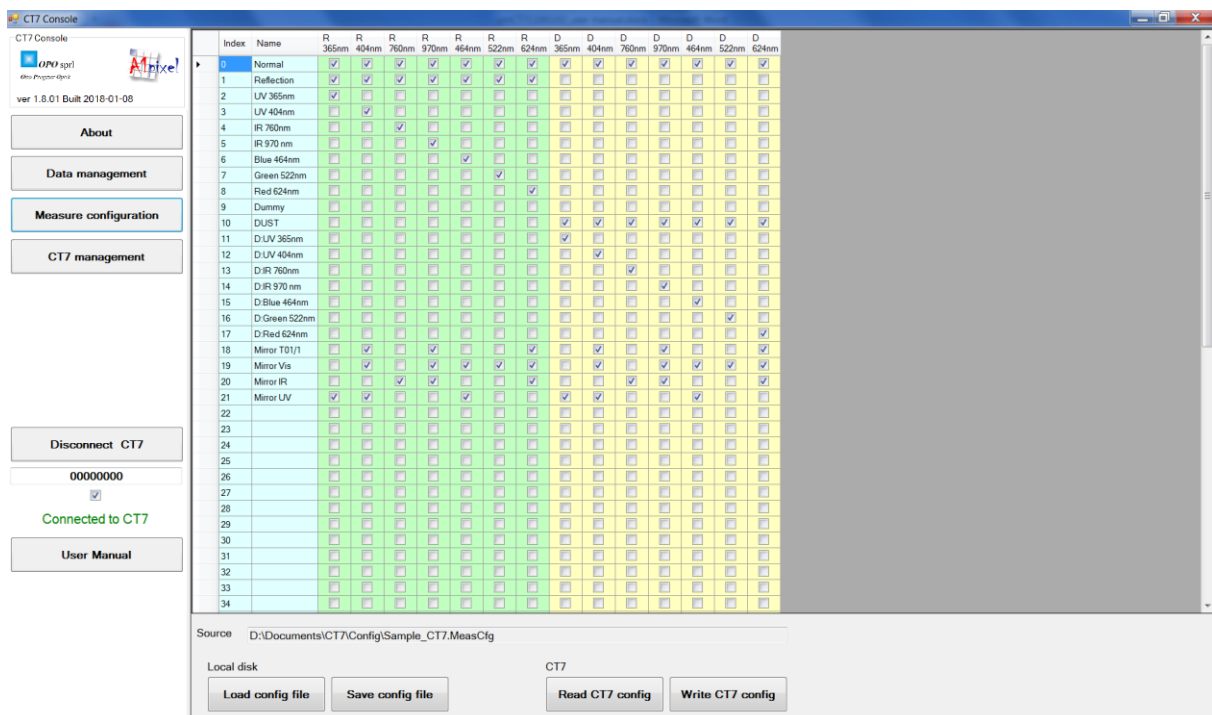 CT7 Console
CT7 Console
OPO sprl
A1pixel
ver 1.8.01 Built 2018-01-08
About
Data management
Measure configuration
CT7 management
Disconnect CT7
00000000
Connected to CT7
User Manual
Index Name R 365nm R 404nm R 760nm R 970nm R 464nm R 522nm R 624nm D 365nm D 404nm D 760nm D 970nm D 464nm D 522nm D 624nm
0 Normal
1 Reflection
2 UV 365nm
3 UV 404nm
4 IR 760nm
5 IR 970 nm
6 Blue 464nm
7 Green 522nm
8 Red 624nm
9 Dummy
10 DUST
11 D:UV 365nm
12 D:UV 404nm
13 D:IR 760nm
14 D:IR 970 nm
15 D:Blue 464nm
16 D:Green 522nm
17 D:Red 624nm
18 Mirror T01/1
19 Mirror Vis
20 Mirror IR
21 Mirror UV
22
23
24
25
26
27
28
29
30
31
32
33
34
Source D:\Documents\CT7\Config\Sample_CT7.MeasCfg
Local disk
Load config file Save config file
CT7
Read CT7 config Write CT7 config